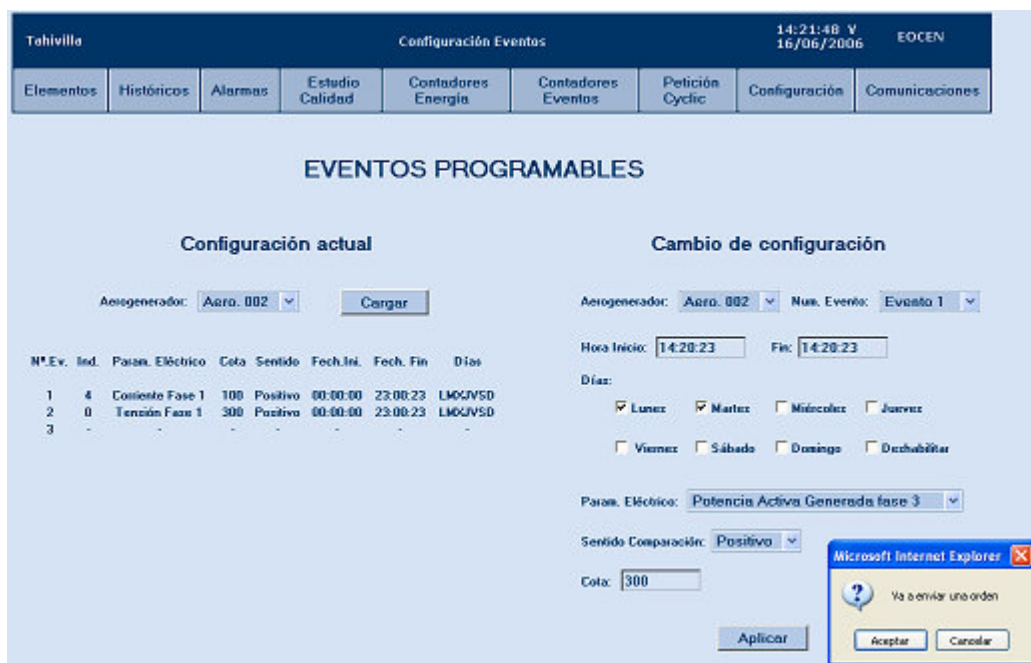 Tahivilla Configuración Eventos 14:21:48 V EOCEN
16/06/2006
Elementos Históricos Alarmas Estudio Calidad Contadores Energía Contadores Eventos Petición Cyclic Configuración Comunicaciones
EVENTOS PROGRAMABLES
Configuración actual
Aerogenerador: Aero. 002 Cargar
Nº.Ev. Ind. Param. Eléctrico Cota Sentido Fech.Ini. Fech. Fin Días
1 4 Corriente Fase 1 100 Positivo 00:00:00 23:00:23 LMXJVSD
2 0 Tensión Fase 1 300 Positivo 00:00:00 23:00:23 LMXJVSD
3 - - - - - - -
Cambio de configuración
Aerogenerador: Aero. 002 Num. Evento: Evento 1
Hora Inicio: 14:20:23 Fin: 14:20:23
Días:
Lunes Martes Miércoles Jueves
Viernes Sábado Domingo Deshabilitar
Param. Eléctrico: Potencia Activa Generada fase 3
Sentido Comparación: Positivo
Cota: 300
Aplicar
Microsoft Internet Explorer
Va a enviar una orden
Aceptar Cancelar